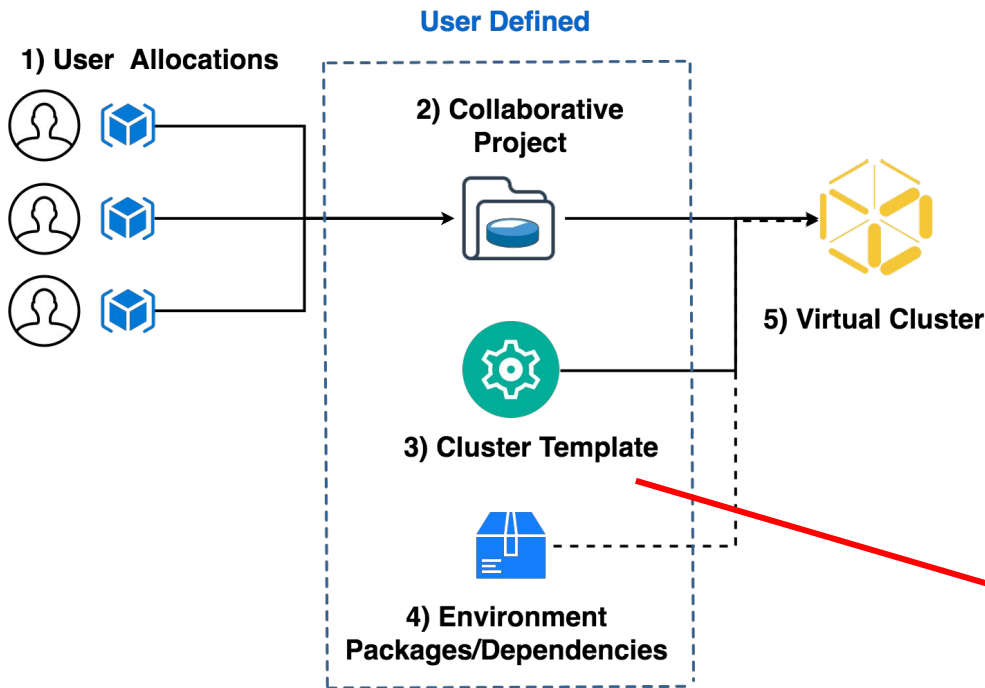 User Defined
1) User Allocations
2) Collaborative
Project
5) Virtual Cluster
3) Cluster Template
4) Environment
Packages/Dependencies